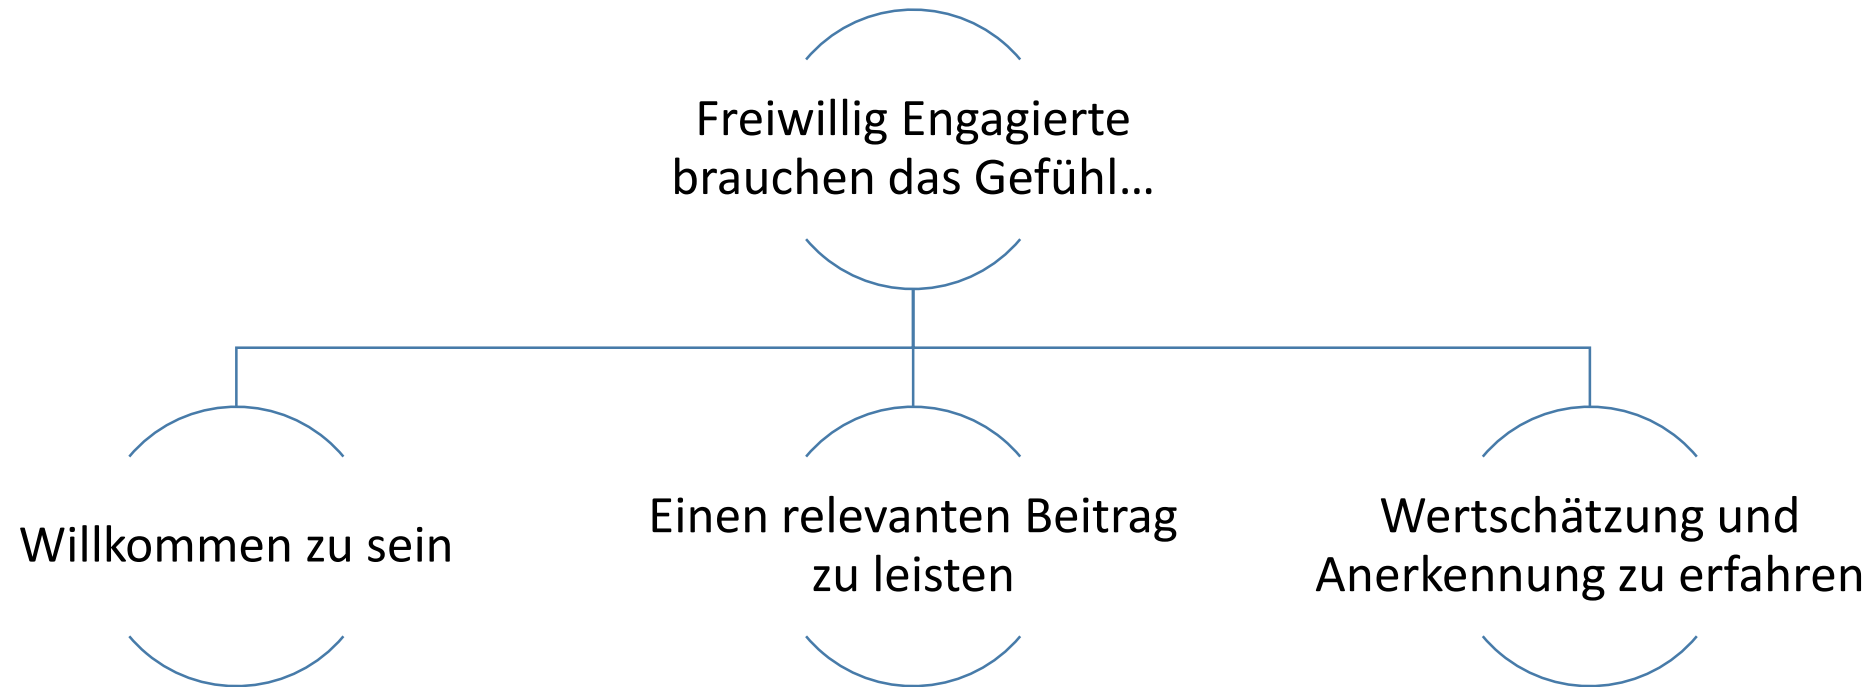 Freiwillig Engagierte
brauchen das Gefühl…
Willkommen zu sein
Einen relevanten Beitrag
zu leisten
Wertschätzung und
Anerkennung zu erfahren